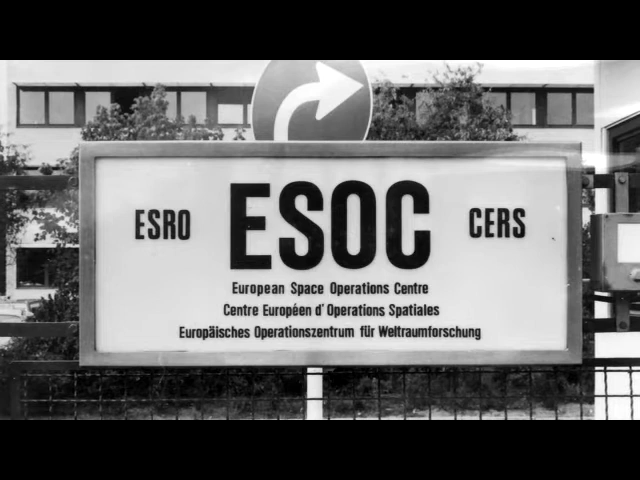 ESRO ESOC CERS
European Space Operations Centre
Centre Européen d'Operations Spatiales
Europäisches Operationszentrum für Weltraumforschung